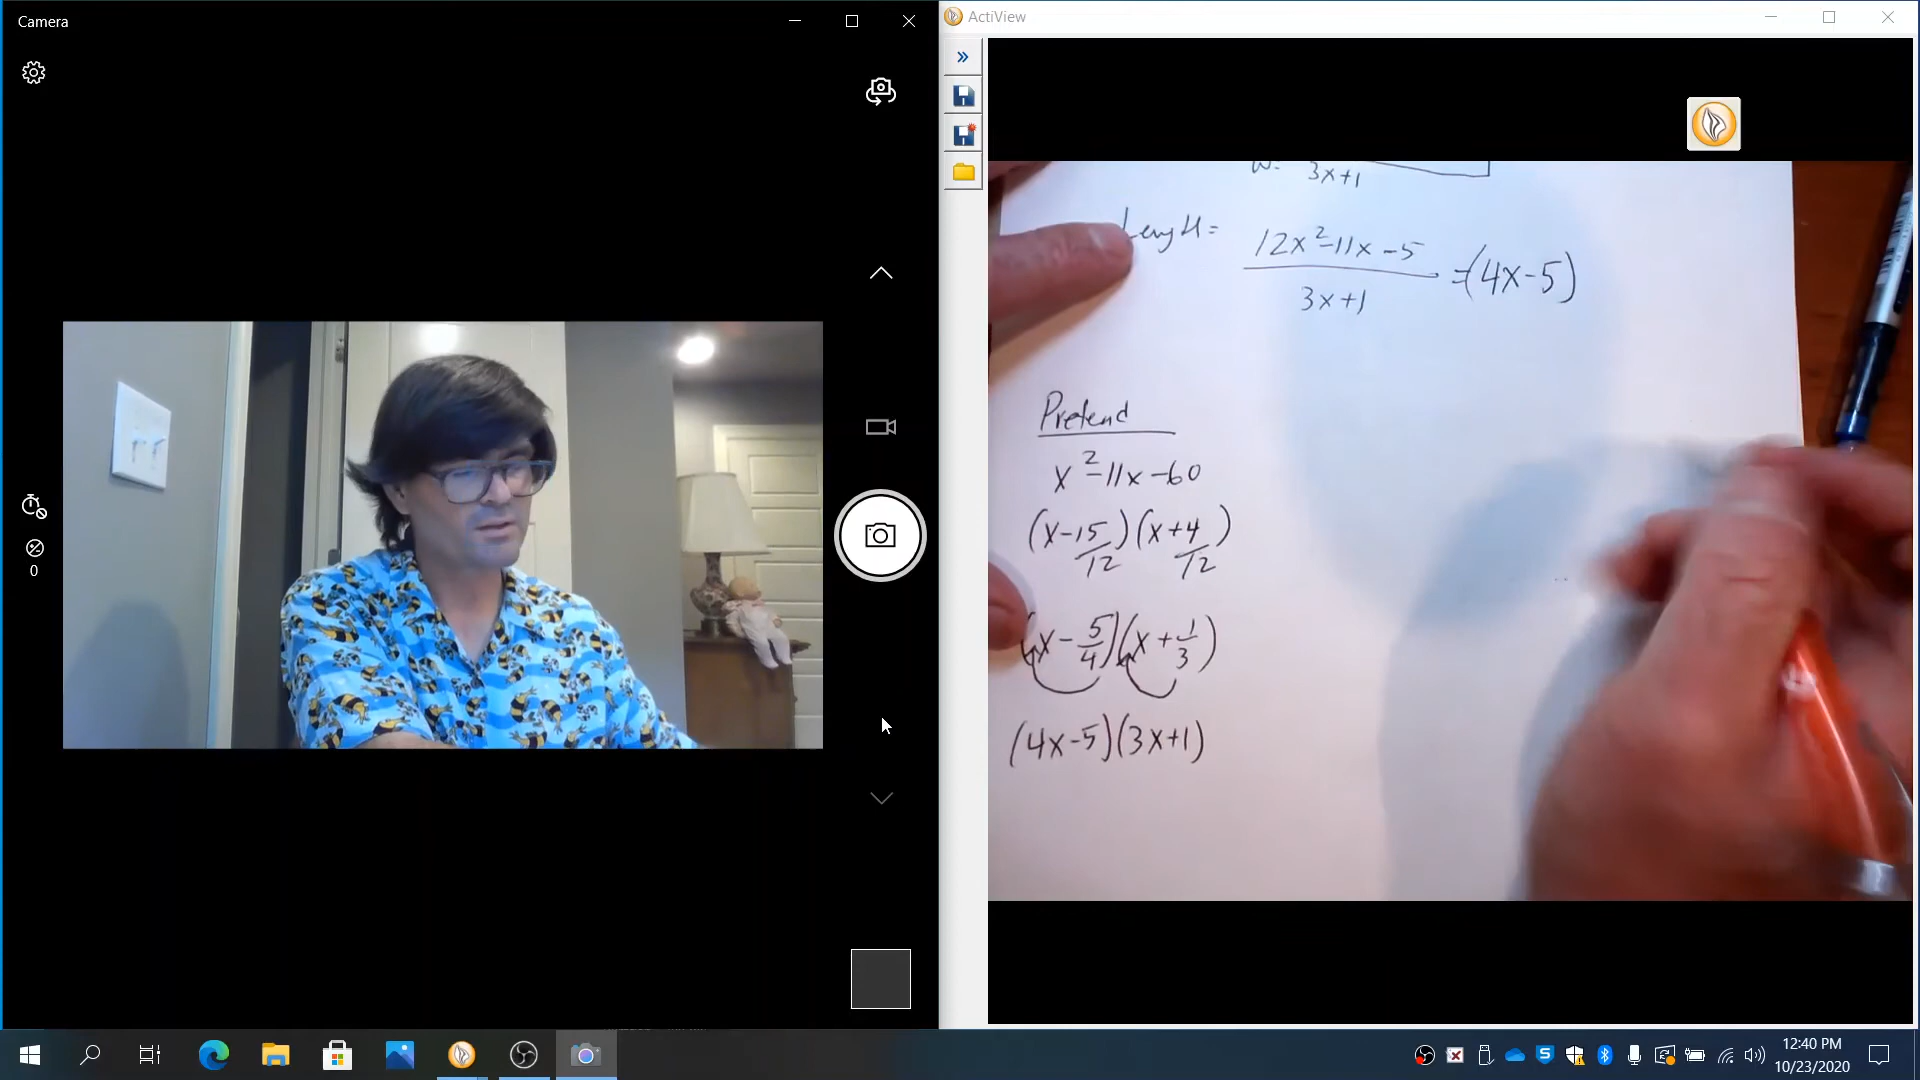 Camera
ActiView
0
W= 3x+1
Length = 12x²-11x-5 / 3x+1 = (4x-5)
Pretend
x²-11x-60
(x-15/12)(x+4/12)
(x-5/4)(x+1/3)
(4x-5)(3x+1)
12:40 PM
10/23/2020